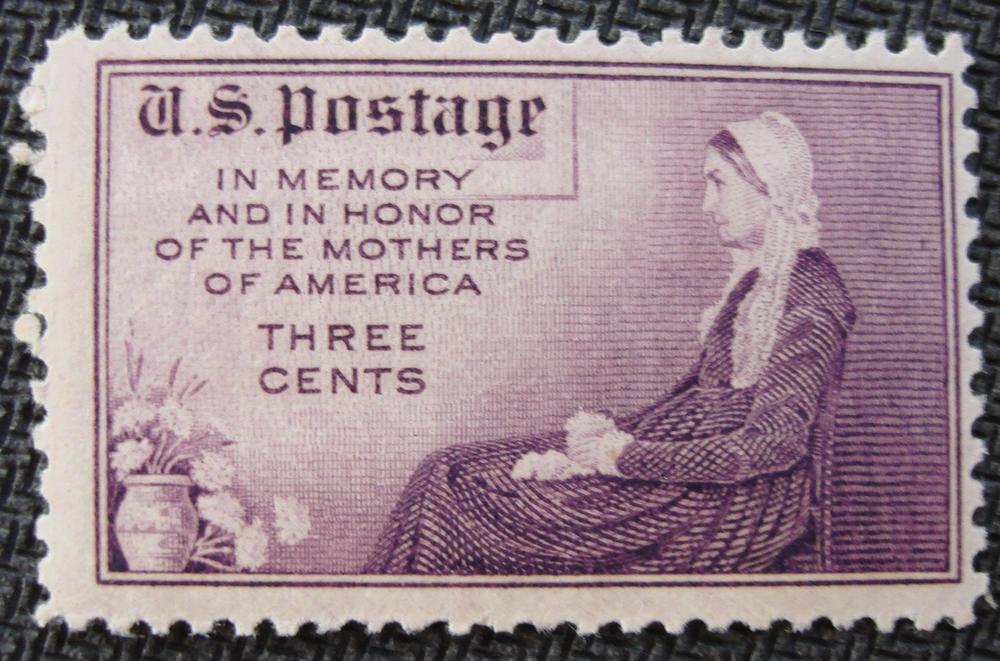 U.S. Postage
IN MEMORY
AND IN HONOR
OF THE MOTHERS
OF AMERICA
THREE
CENTS